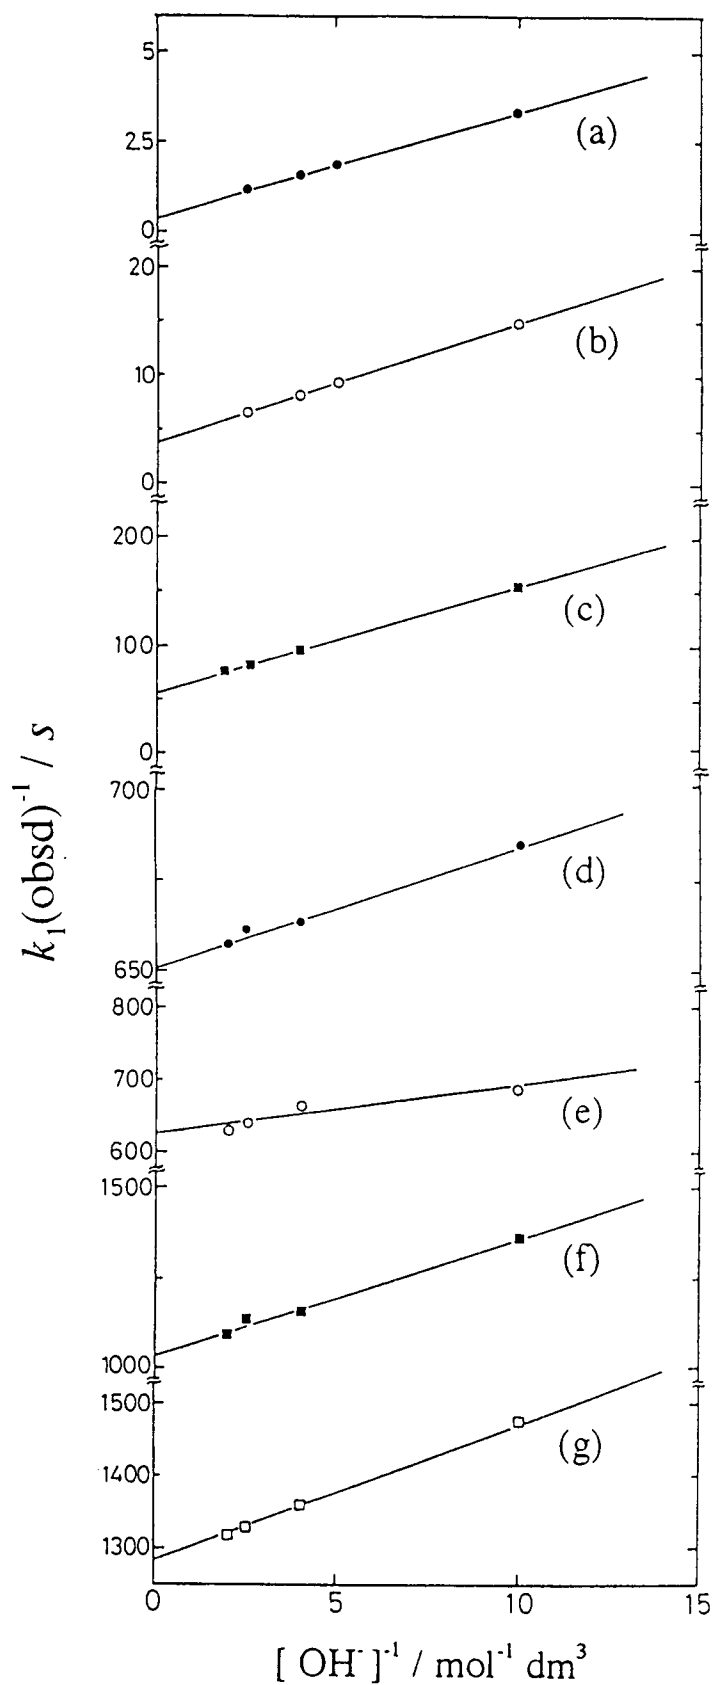 5
2.5
0
(a)
20
10
0
(b)
200
100
0
(c)
700
650
(d)
800
700
600
(e)
1500
1000
(f)
1500
1400
1300
(g)
0 5 10 15
k₁(obsd)⁻¹ / s
[ OH⁻ ]⁻¹ / mol⁻¹ dm³